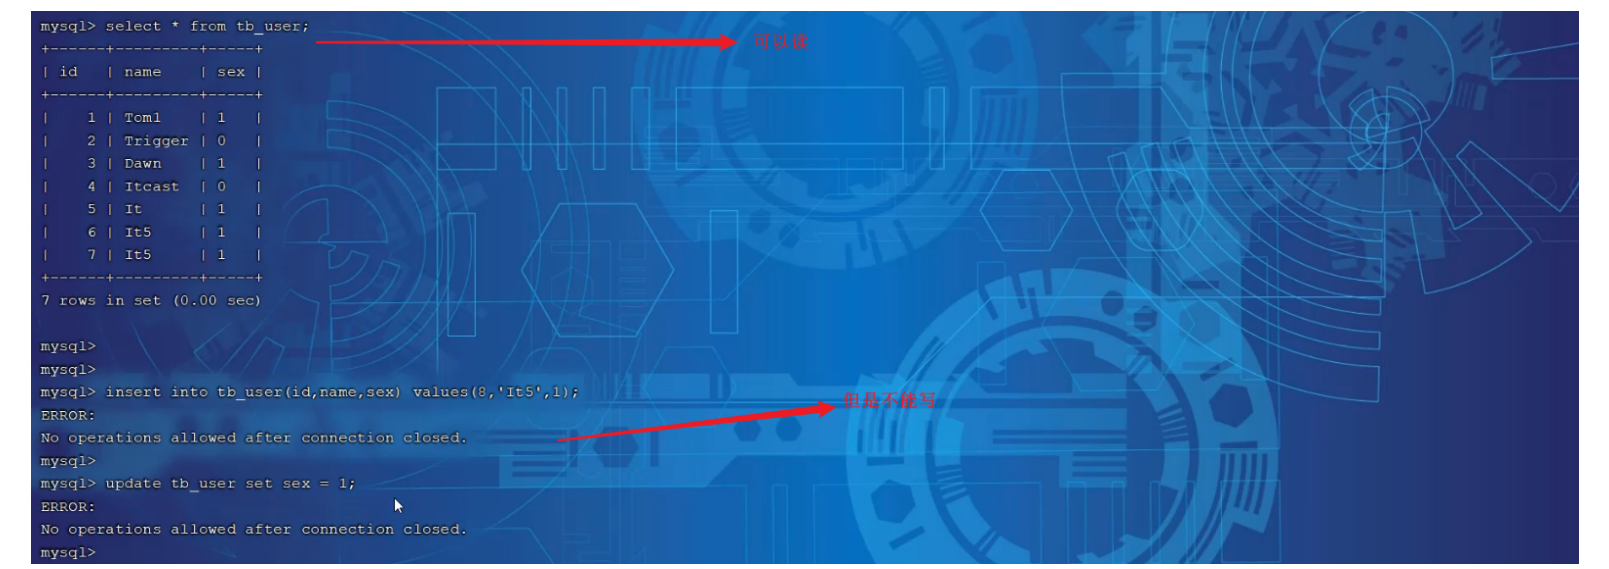 mysql> select * from tb_user;
+------+---------+-----+
可以读
| id   | name    | sex |
+------+---------+-----+
|    1 | Tom1    | 1   |
|    2 | Trigger | 0   |
|    3 | Dawn    | 1   |
|    4 | Itcast  | 0   |
|    5 | It      | 1   |
|    6 | It5     | 1   |
|    7 | It5     | 1   |
+------+---------+-----+
7 rows in set (0.00 sec)
mysql>
mysql>
mysql> insert into tb_user(id,name,sex) values(8,'It5',1);
但是不能写
ERROR:
No operations allowed after connection closed.
mysql>
mysql> update tb_user set sex = 1;
ERROR:
No operations allowed after connection closed.
mysql>